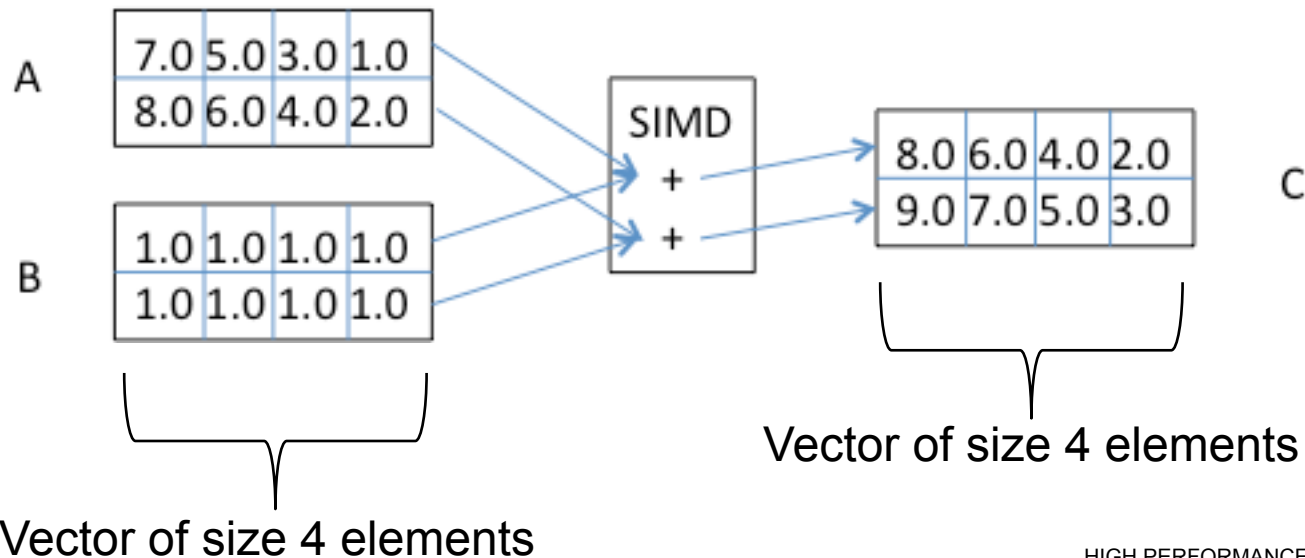 A
7.0 5.0 3.0 1.0
8.0 6.0 4.0 2.0
B
1.0 1.0 1.0 1.0
1.0 1.0 1.0 1.0
SIMD
+
+
8.0 6.0 4.0 2.0
9.0 7.0 5.0 3.0
C
Vector of size 4 elements
Vector of size 4 elements
HIGH PERFORMANCE